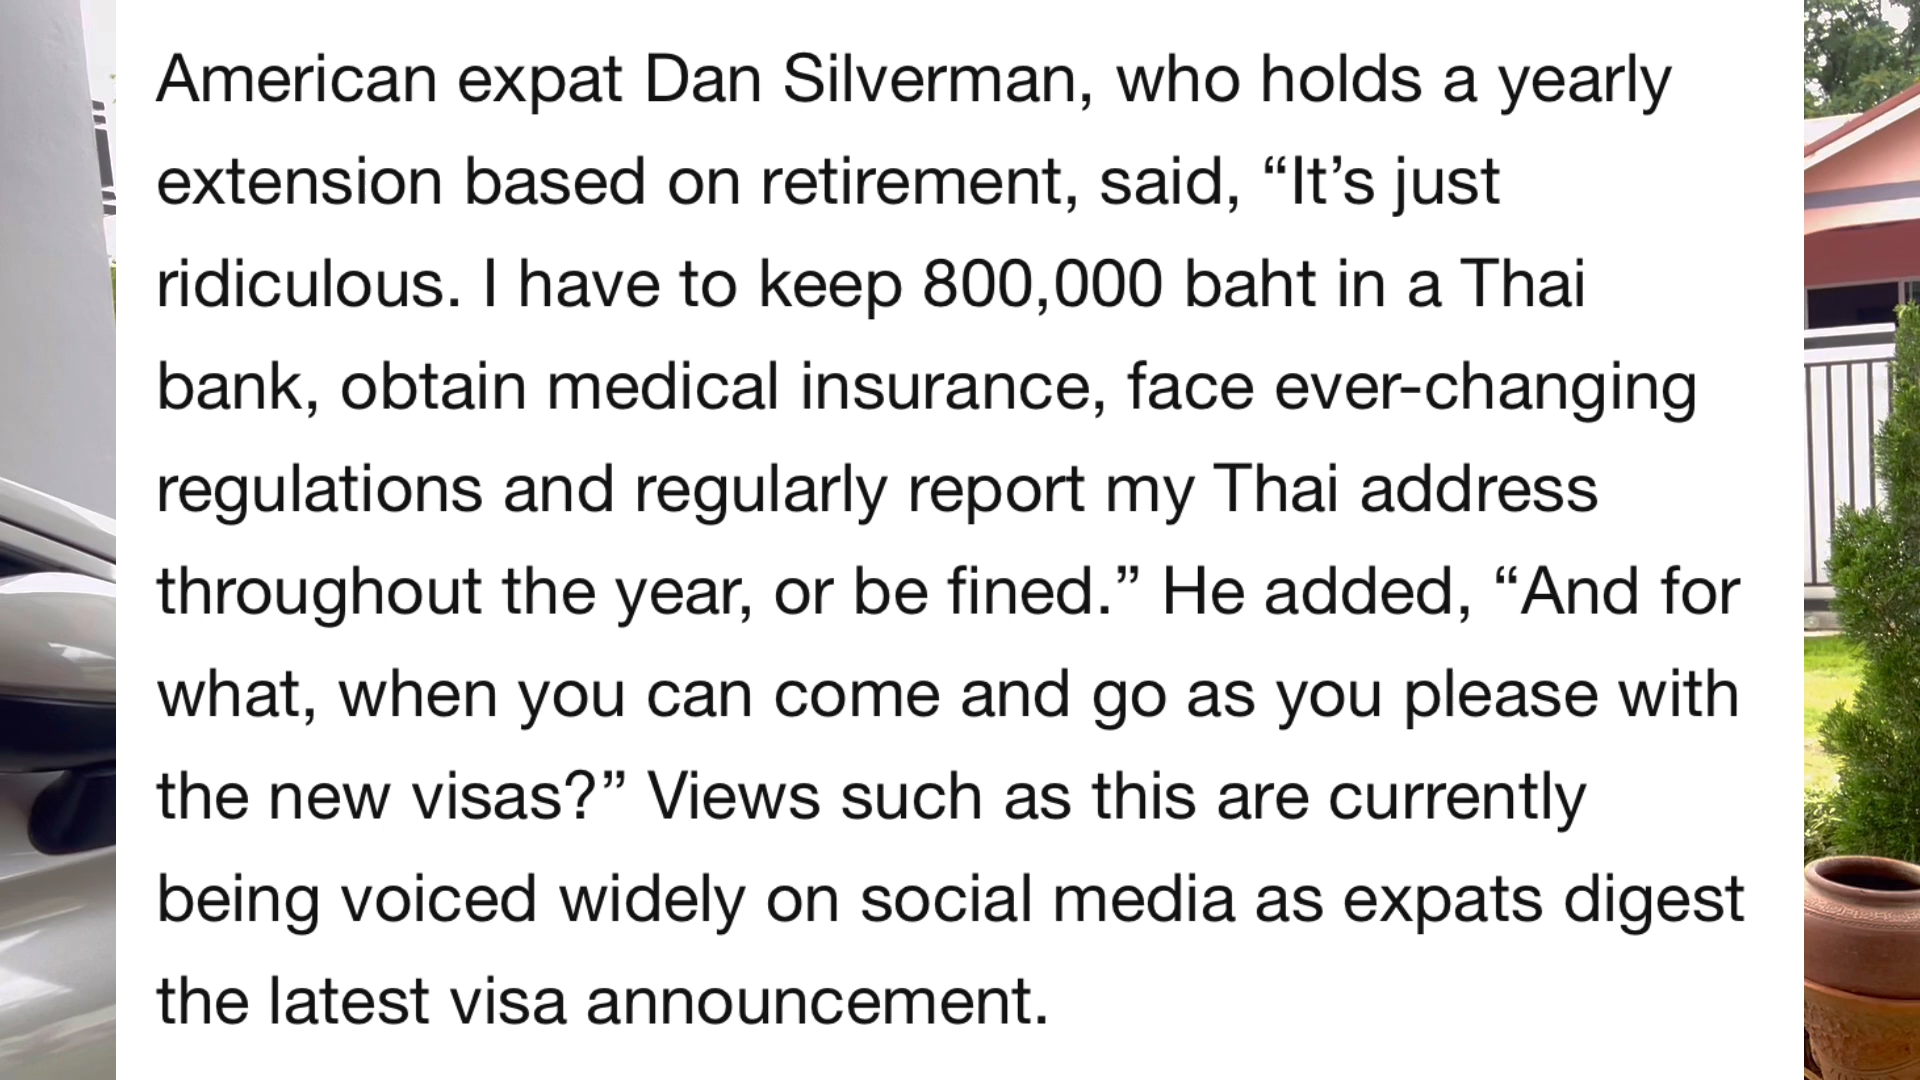 American expat Dan Silverman, who holds a yearly
extension based on retirement, said, “It’s just
ridiculous. I have to keep 800,000 baht in a Thai
bank, obtain medical insurance, face ever-changing
regulations and regularly report my Thai address
throughout the year, or be fined.” He added, “And for
what, when you can come and go as you please with
the new visas?” Views such as this are currently
being voiced widely on social media as expats digest
the latest visa announcement.